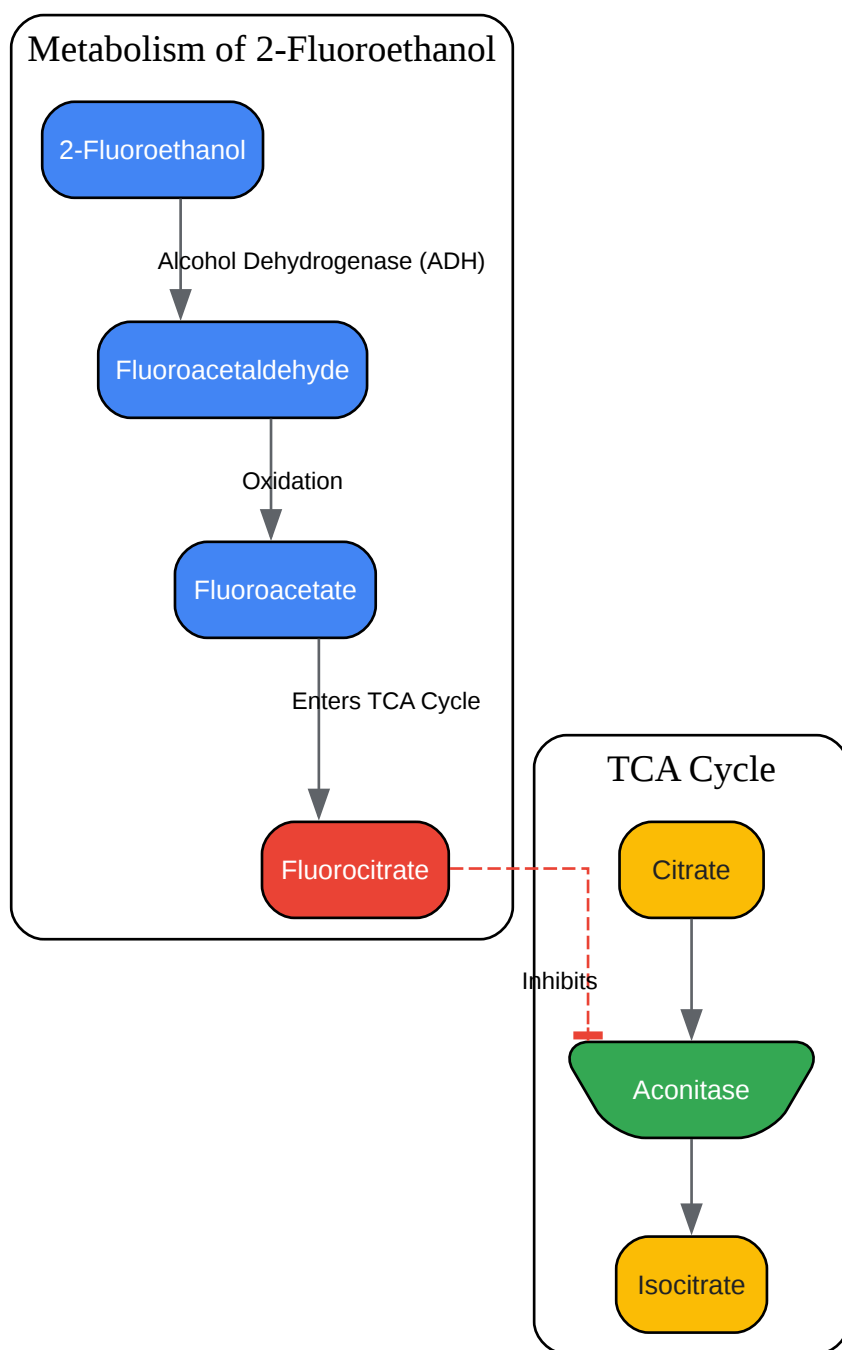 Metabolism of 2-Fluoroethanol
2-Fluoroethanol
Alcohol Dehydrogenase (ADH)
Fluoroacetaldehyde
Oxidation
Fluoroacetate
Enters TCA Cycle
Fluorocitrate
TCA Cycle
Citrate
Inhibits
Aconitase
Isocitrate